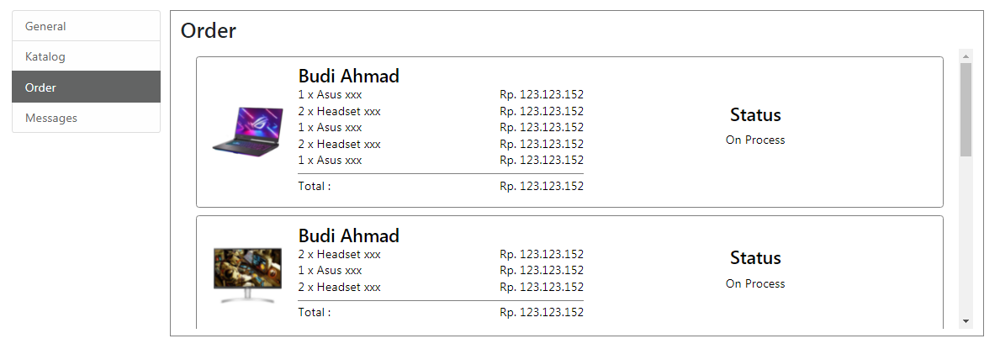 General
Katalog
Order
Messages
Order
Budi Ahmad
1 x Asus xxx Rp. 123.123.152
2 x Headset xxx Rp. 123.123.152
1 x Asus xxx Rp. 123.123.152
2 x Headset xxx Rp. 123.123.152
1 x Asus xxx Rp. 123.123.152
Total : Rp. 123.123.152
Status
On Process
Budi Ahmad
2 x Headset xxx Rp. 123.123.152
1 x Asus xxx Rp. 123.123.152
2 x Headset xxx Rp. 123.123.152
Total : Rp. 123.123.152
Status
On Process